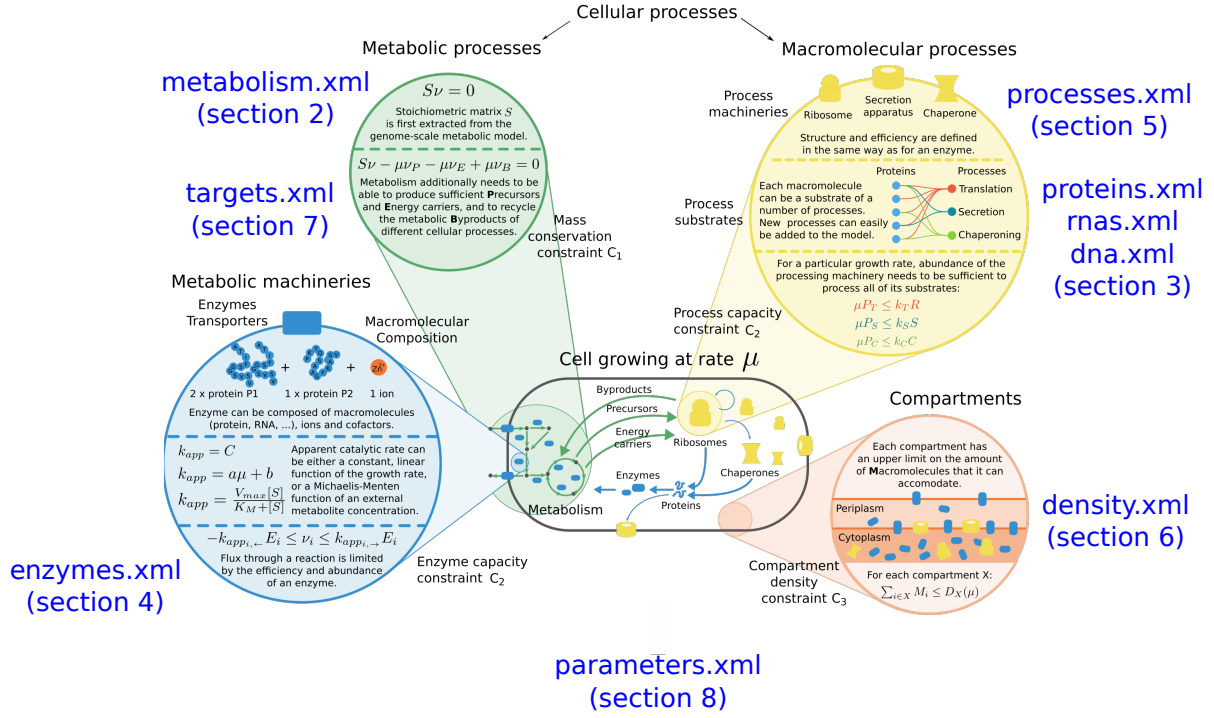 Cellular processes
Metabolic processes
Macromolecular processes
metabolism.xml
(section 2)
Sν = 0
Stoichiometric matrix S
is first extracted from the
genome-scale metabolic model.
Sν − μν_P − μν_E + μν_B = 0
Metabolism additionally needs to be
able to produce sufficient Precursors
and Energy carriers, and to recycle
the metabolic Byproducts of
different cellular processes.
targets.xml
(section 7)
Mass
conservation
constraint C₁
Process
machineries
Ribosome
Secretion
apparatus
Chaperone
Structure and efficiency are defined
in the same way as for an enzyme.
processes.xml
(section 5)
Process
substrates
Proteins
Processes
Each macromolecule
can be a substrate of a
number of processes.
New processes can easily
be added to the model.
Translation
Secretion
Chaperoning
proteins.xml
rnas.xml
dna.xml
(section 3)
For a particular growth rate, abundance of the
processing machinery needs to be sufficient to
process all of its substrates:
μP_T ≤ k_T R
μP_S ≤ k_S S
μP_C ≤ k_C C
Process capacity
constraint C₂
Metabolic machineries
Enzymes
Transporters
Macromolecular
Composition
+
+
Zn²⁺
2 x protein P1
1 x protein P2
1 ion
Enzyme can be composed of macromolecules
(protein, RNA, ...), ions and cofactors.
k_app = C
k_app = aμ + b
k_app = V_max[S] / K_M+[S]
Apparent catalytic rate can
be either a constant, linear
function of the growth rate,
or a Michaelis-Menten
function of an external
metabolite concentration.
−k_app_i,← E_i ≤ ν_i ≤ k_app_i,→ E_i
Flux through a reaction is limited
by the efficiency and abundance
of an enzyme.
enzymes.xml
(section 4)
Enzyme capacity
constraint C₂
Cell growing at rate μ
Byproducts
Precursors
Energy
carriers
Ribosomes
Chaperones
Enzymes
Proteins
Metabolism
Compartments
Each compartment has
an upper limit on the amount
of Macromolecules that it can
accomodate.
Periplasm
Cytoplasm
For each compartment X:
∑_i∈X M_i ≤ D_X(μ)
density.xml
(section 6)
Compartment
density
constraint C₃
parameters.xml
(section 8)